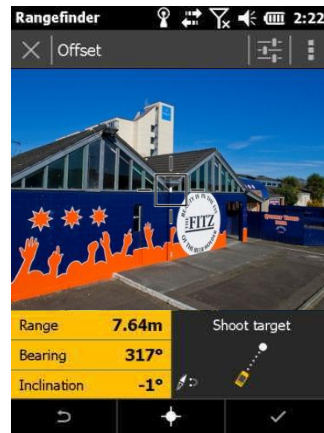 Rangefinder 2:22
Offset
FITZ
Range 7.64m
Bearing 317°
Inclination -1°
Shoot target